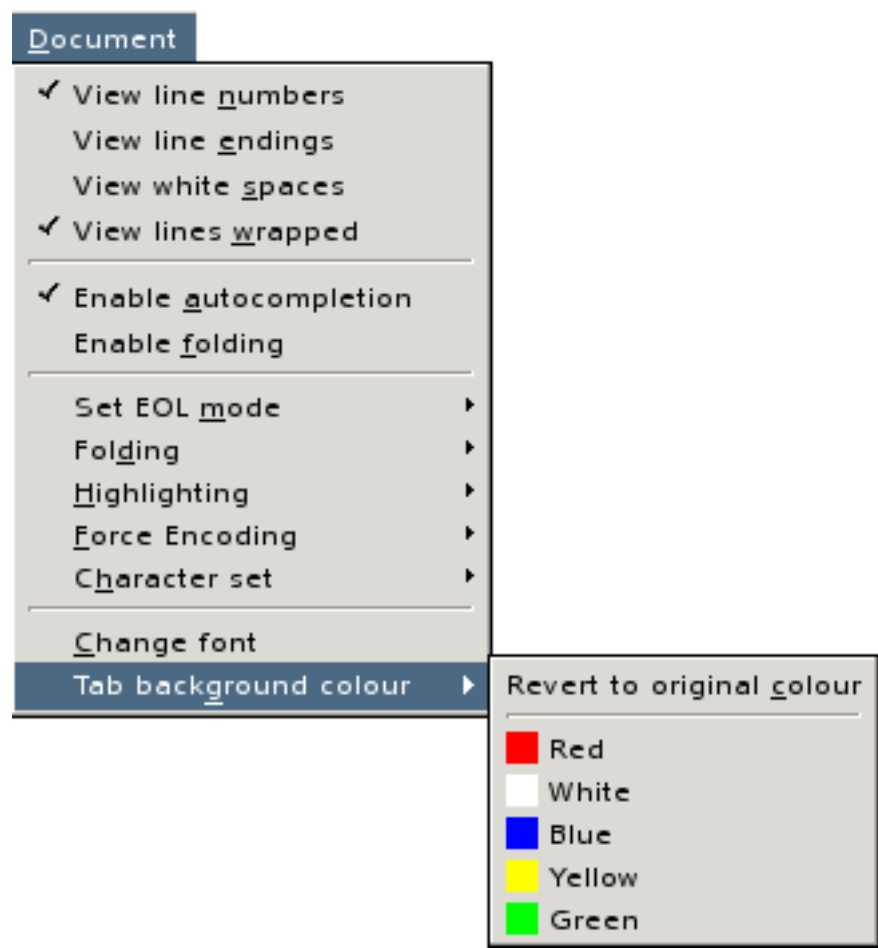 Document
View line numbers
View line endings
View white spaces
View lines wrapped
Enable autocompletion
Enable folding
Set EOL mode
Folding
Highlighting
Force Encoding
Character set
Change font
Tab background colour
Revert to original colour
Red
White
Blue
Yellow
Green